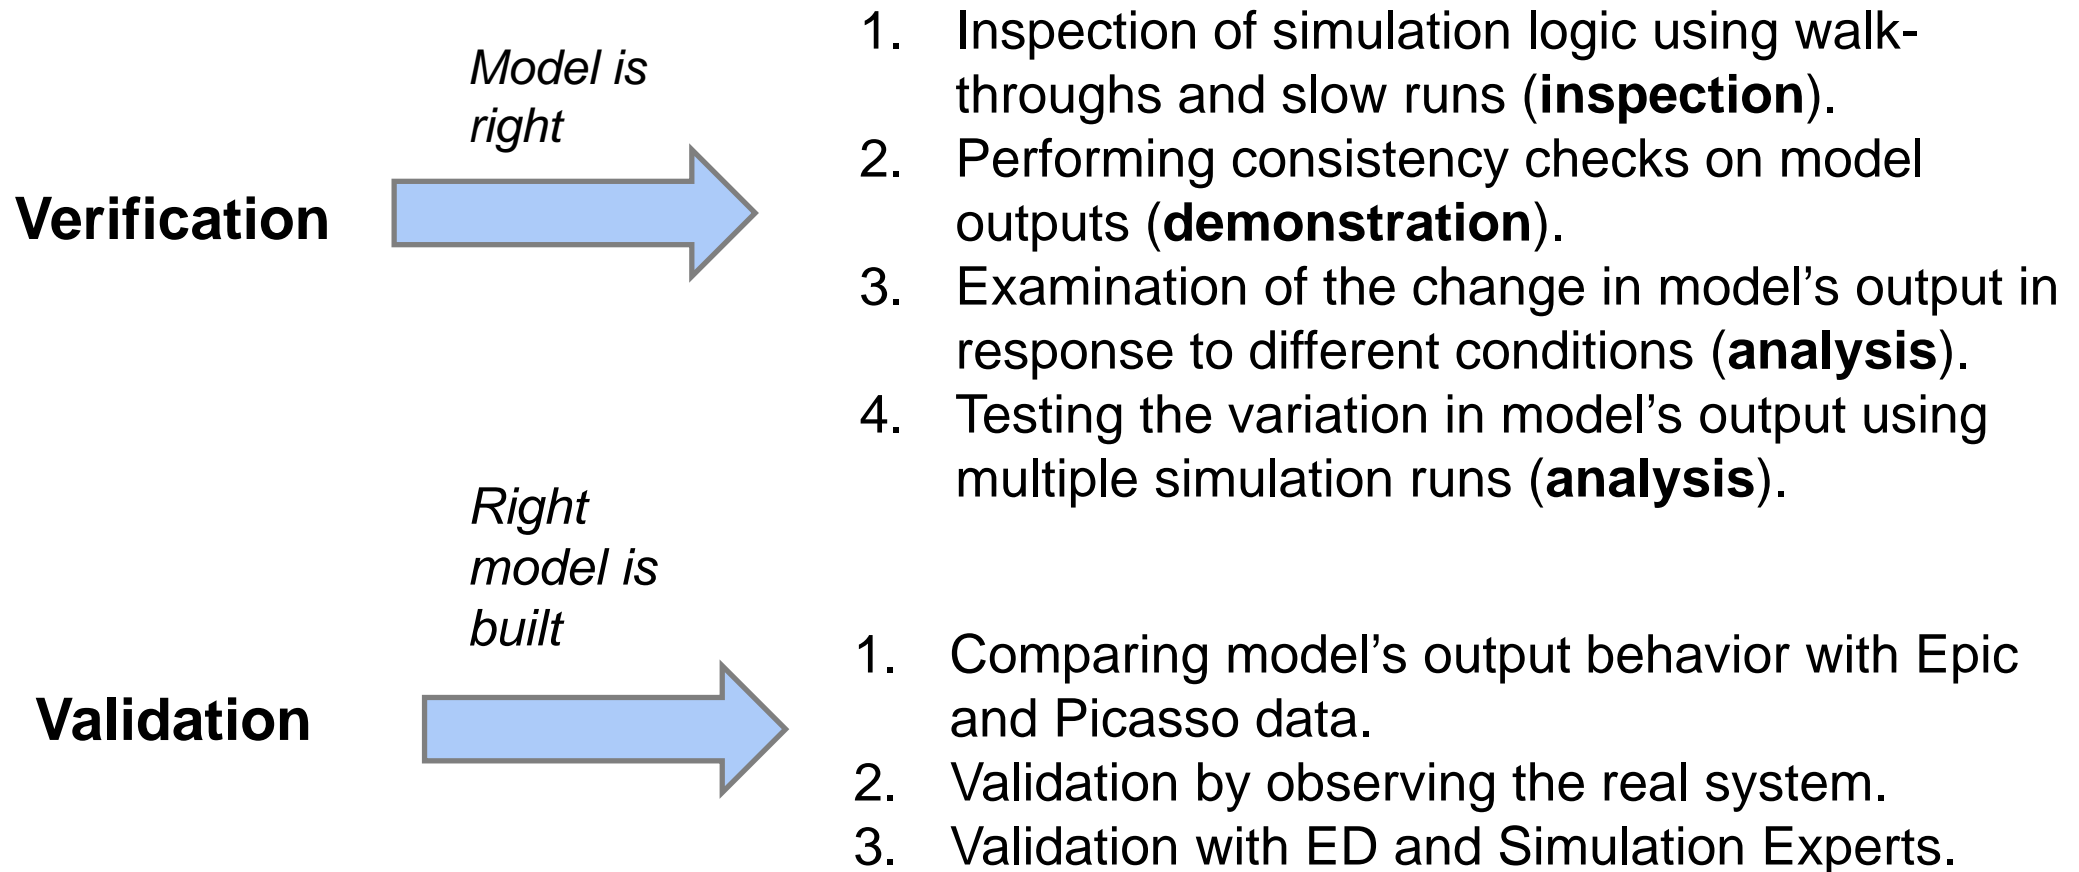 Verification
Model is
right
1. Inspection of simulation logic using walk-
throughs and slow runs (inspection).
2. Performing consistency checks on model
outputs (demonstration).
3. Examination of the change in model’s output in
response to different conditions (analysis).
4. Testing the variation in model’s output using
multiple simulation runs (analysis).
Validation
Right
model is
built
1. Comparing model’s output behavior with Epic
and Picasso data.
2. Validation by observing the real system.
3. Validation with ED and Simulation Experts.